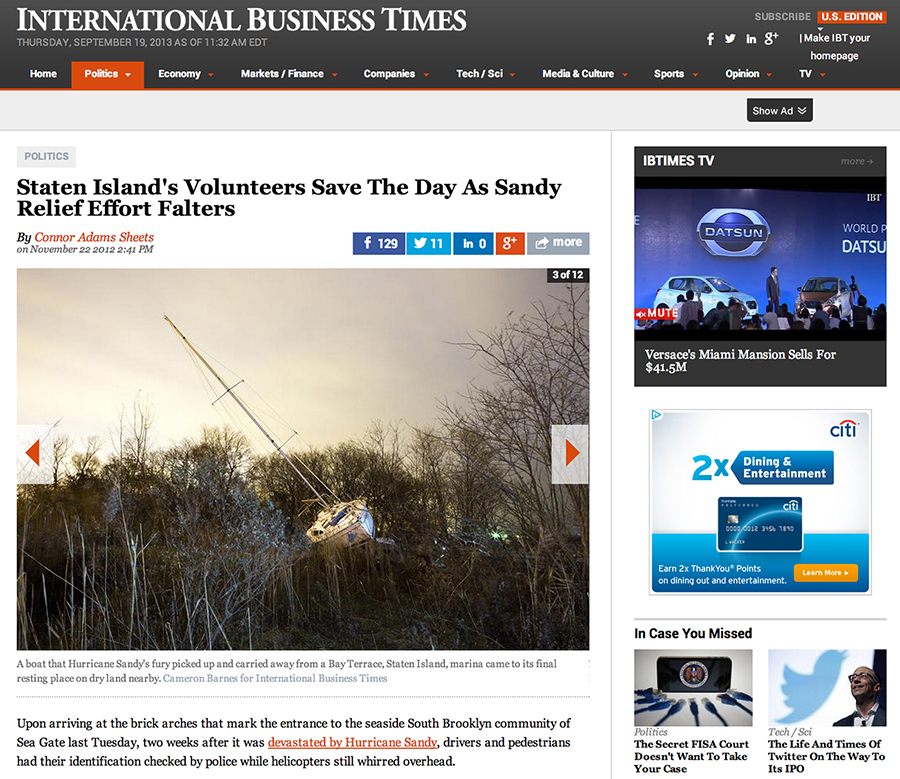 INTERNATIONAL BUSINESS TIMES
THURSDAY, SEPTEMBER 19, 2013 AS OF 11:32 AM EDT
SUBSCRIBE U.S. EDITION
| Make IBT your
homepage
Home Politics Economy Markets / Finance Companies Tech / Sci Media & Culture Sports Opinion TV
Show Ad
POLITICS
Staten Island's Volunteers Save The Day As Sandy
Relief Effort Falters
By Connor Adams Sheets
on November 22 2012 2:41 PM
129 11 0 more
3 of 12
A boat that Hurricane Sandy's fury picked up and carried away from a Bay Terrace, Staten Island, marina came to its final
resting place on dry land nearby. Cameron Barnes for International Business Times
Upon arriving at the brick arches that mark the entrance to the seaside South Brooklyn community of
Sea Gate last Tuesday, two weeks after it was devastated by Hurricane Sandy, drivers and pedestrians
had their identification checked by police while helicopters still whirred overhead.
IBTIMES TV more
IBT
DATSUN
WORLD P
DATSU
MUTE
Versace's Miami Mansion Sells For
$41.5M
citi
2x Dining &
Entertainment
PREFERRED
citi
0000 0012 3456 7890
L WALKER
Earn 2x ThankYou® Points
on dining out and entertainment.
Learn More »
In Case You Missed
Politics
The Secret FISA Court
Doesn't Want To Take
Your Case
Tech / Sci
The Life And Times Of
Twitter On The Way To
Its IPO